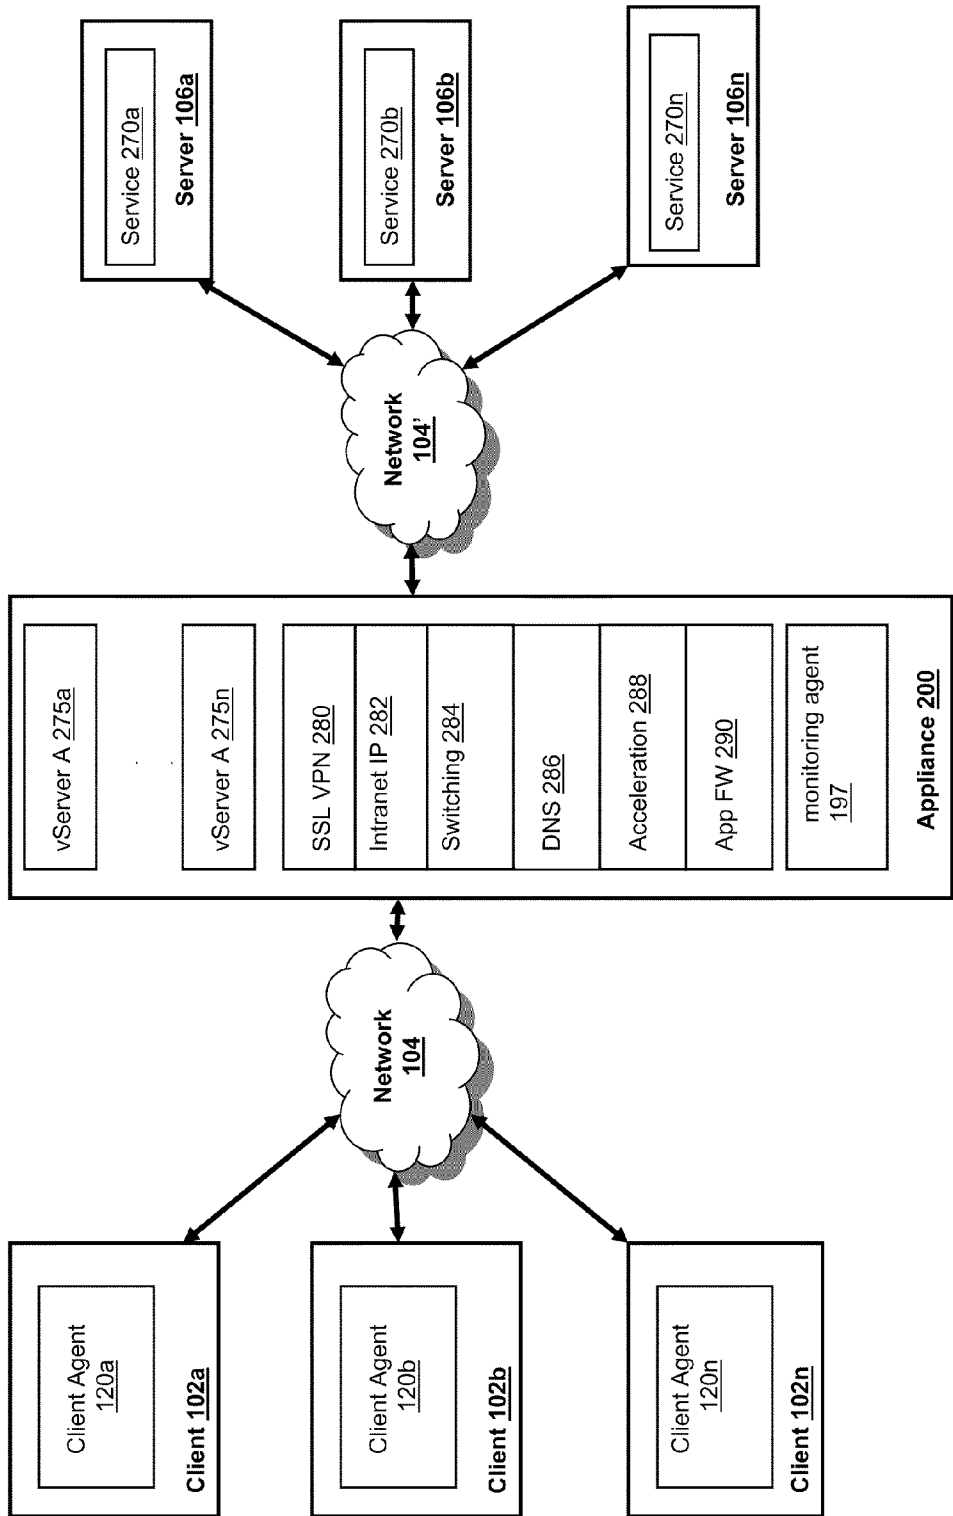 Client Agent
120a
Client 102a
Client Agent
120b
Client 102b
Client Agent
120n
Client 102n
Network
104
vServer A 275a
vServer A 275n
SSL VPN 280
Intranet IP 282
Switching 284
DNS 286
Acceleration 288
App FW 290
monitoring agent
197
Appliance 200
Network
104'
Service 270a
Server 106a
Service 270b
Server 106b
Service 270n
Server 106n